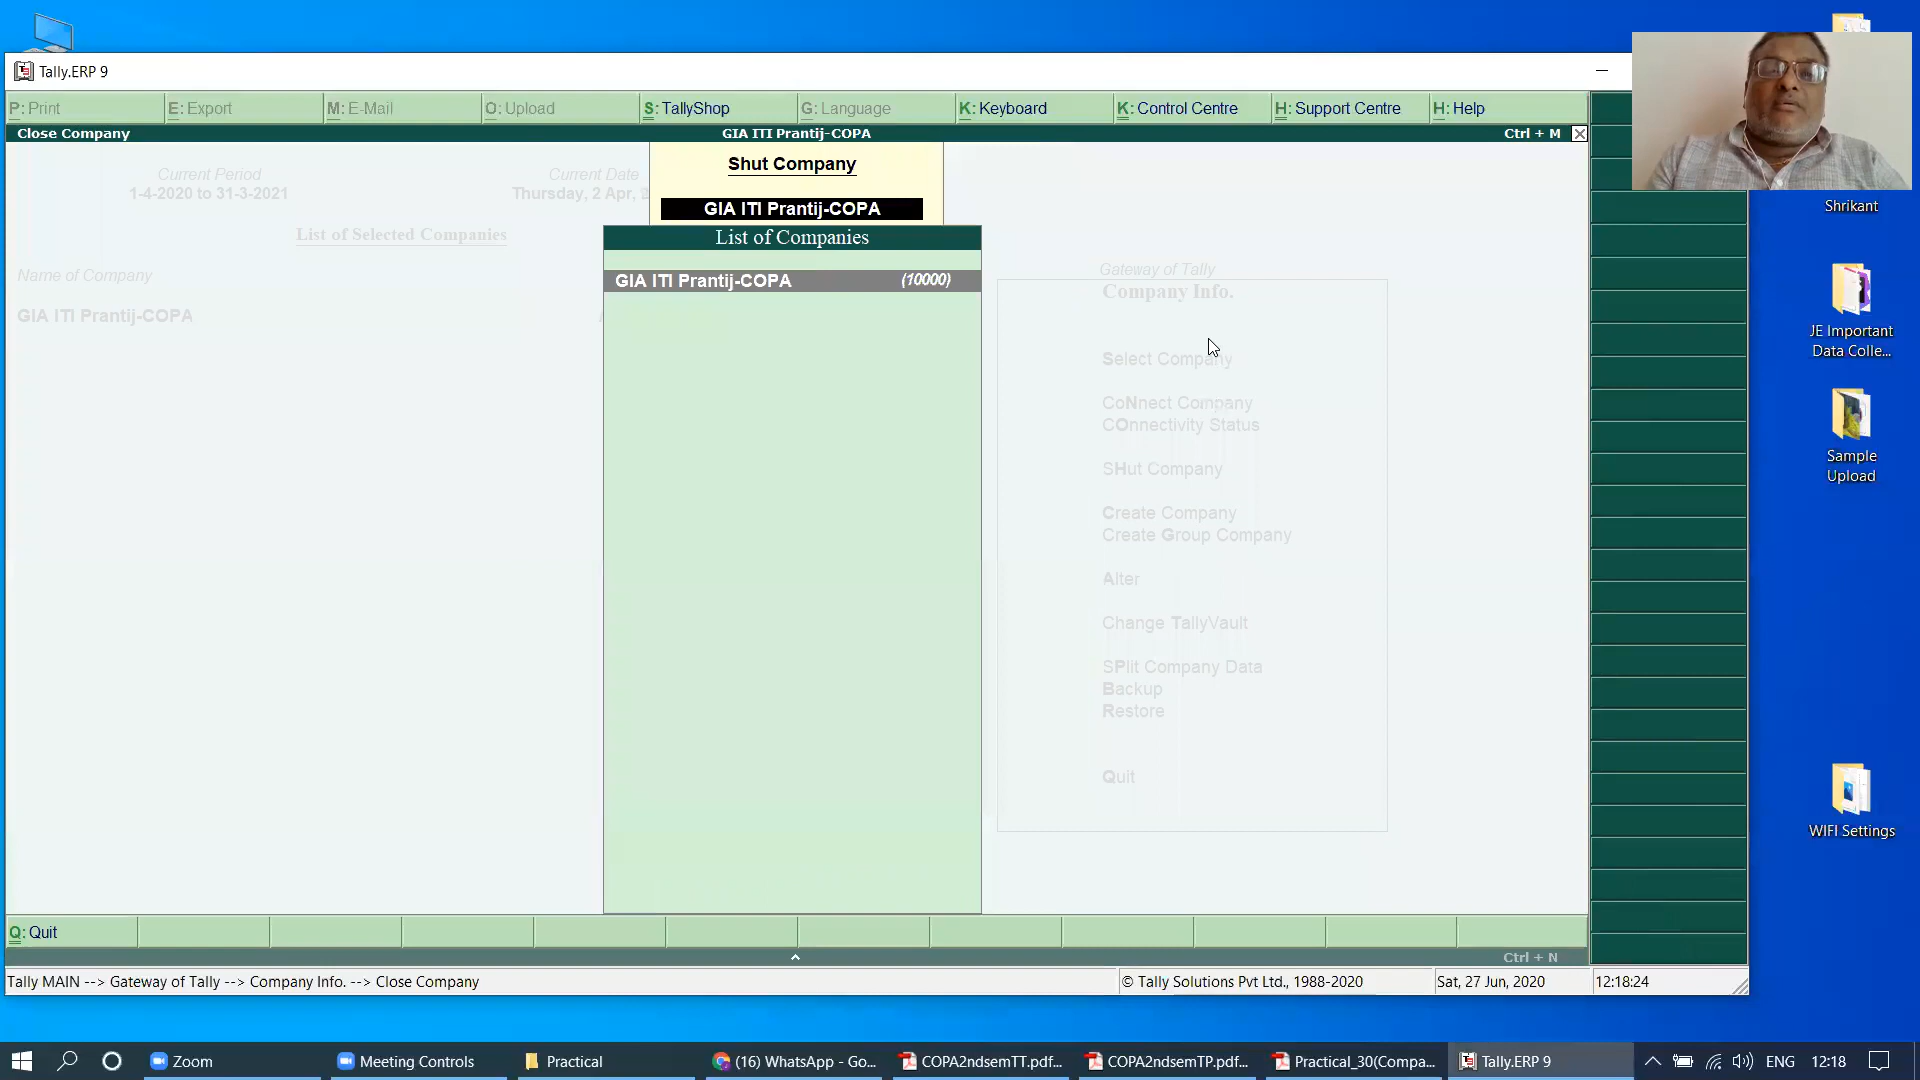 Tally.ERP 9
P: Print
E: Export
M: E-Mail
O: Upload
S: TallyShop
G: Language
K: Keyboard
K: Control Centre
H: Support Centre
H: Help
Close Company
GIA ITI Prantij-COPA
Ctrl + M
Current Period
1-4-2020 to 31-3-2021
Current Date
Thursday, 2 Apr,
List of Selected Companies
Name of Company
GIA ITI Prantij-COPA
Shut Company
GIA ITI Prantij-COPA
List of Companies
GIA ITI Prantij-COPA (10000)
Gateway of Tally
Company Info.
Select Company
CoNnect Company
COnnectivity Status
SHut Company
Create Company
Create Group Company
Alter
Change TallyVault
SPlit Company Data
Backup
Restore
Quit
Q: Quit
Ctrl + N
Tally MAIN --> Gateway of Tally --> Company Info. --> Close Company
© Tally Solutions Pvt Ltd., 1988-2020
Sat, 27 Jun, 2020
12:18:24
Shrikant
JE Important
Data Colle...
Sample
Upload
WIFI Settings
Zoom
Meeting Controls
Practical
(16) WhatsApp - Go...
COPA2ndsemTT.pdf...
COPA2ndsemTP.pdf...
Practical_30(Compa...
Tally.ERP 9
ENG
12:18